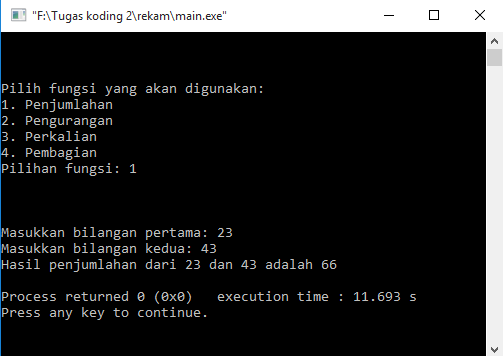 "F:\Tugas koding 2\rekam\main.exe"
Pilih fungsi yang akan digunakan:
1. Penjumlahan
2. Pengurangan
3. Perkalian
4. Pembagian
Pilihan fungsi: 1
Masukkan bilangan pertama: 23
Masukkan bilangan kedua: 43
Hasil penjumlahan dari 23 dan 43 adalah 66
Process returned 0 (0x0)   execution time : 11.693 s
Press any key to continue.